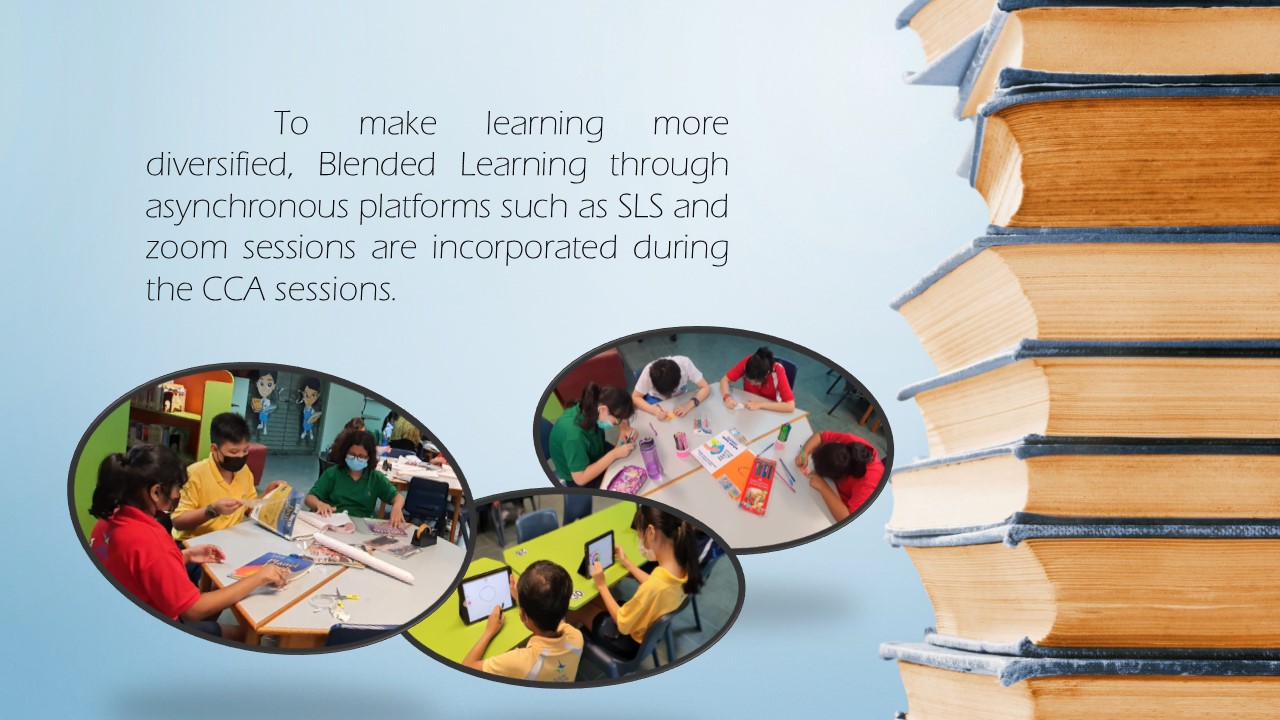 To make learning more
diversified, Blended Learning through
asynchronous platforms such as SLS and
zoom sessions are incorporated during
the CCA sessions.